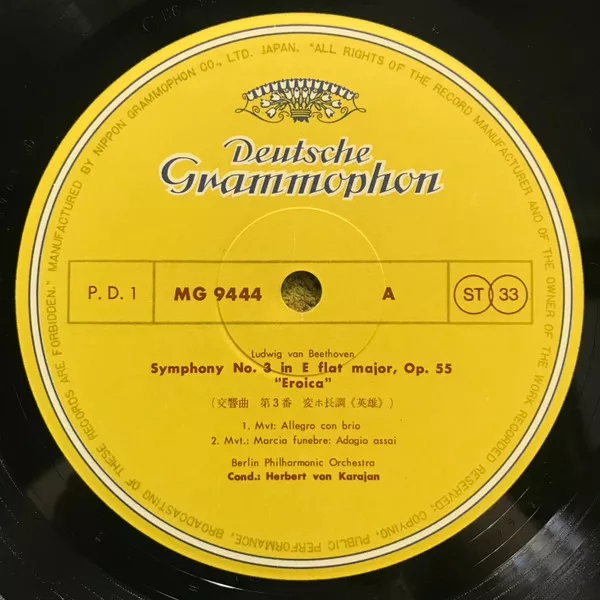 MANUFACTURED BY NIPPON GRAMMOPHON CO., LTD. JAPAN. "ALL RIGHTS OF THE RECORD MANUFACTURER AND OF THE OWNER OF THE WORK RECORDED RESERVED: COPYING, PUBLIC PERFORMANCE, BROADCASTING OF THESE RECORDS ARE FORBIDDEN."
Deutsche
Grammophon
P.D.1 MG 9444 A ST 33
Ludwig van Beethoven
Symphony No. 3 in E flat major, Op. 55
"Eroica"
(交響曲 第3番 変ホ長調《英雄》)
1. Mvt: Allegro con brio
2. Mvt.: Marcia funebre: Adagio assai
Berlin Philharmonic Orchestra
Cond.: Herbert von Karajan